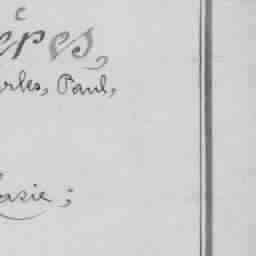 ères,
rles, Paul,
asie ;